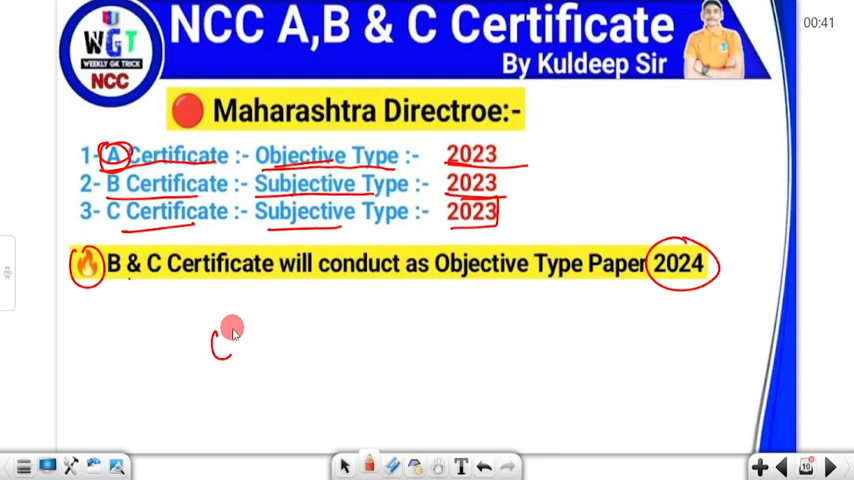 NCC A,B & C Certificate
By Kuldeep Sir
WGT
WEEKLY GK TRICK
NCC
00:41
Maharashtra Directroe:-
1- A Certificate :- Objective Type :- 2023
2- B Certificate :- Subjective Type :- 2023
3- C Certificate :- Subjective Type :- 2023
B & C Certificate will conduct as Objective Type Paper 2024
C
T
10